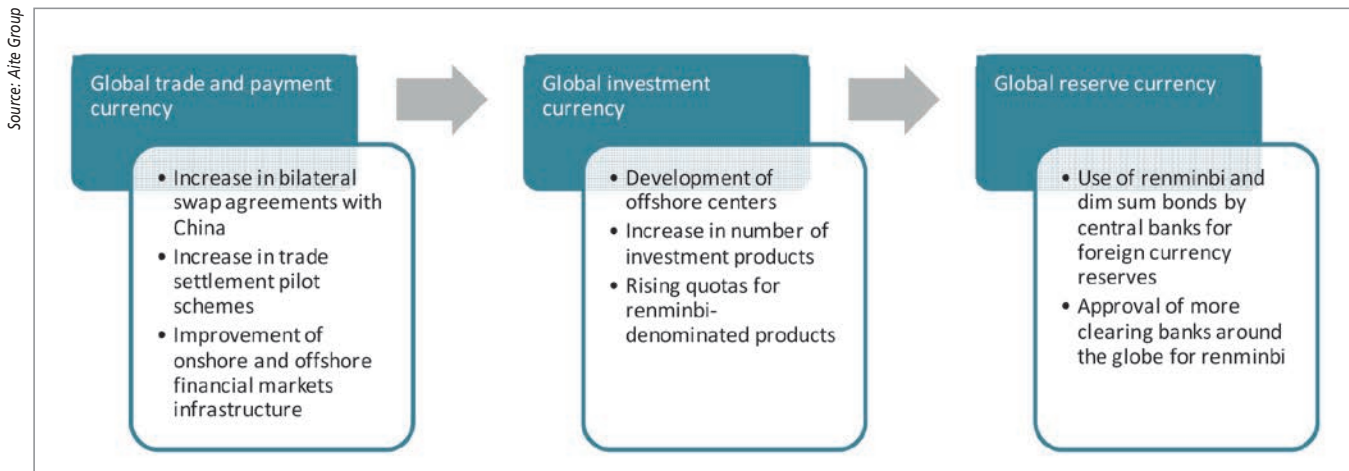 Source: Aite Group
Global trade and payment
currency
• Increase in bilateral
swap agreements with
China
• Increase in trade
settlement pilot
schemes
• Improvement of
onshore and offshore
financial markets
infrastructure
Global investment
currency
• Development of
offshore centers
• Increase in number of
investment products
• Rising quotas for
renminbi-
denominated products
Global reserve currency
• Use of renminbi and
dim sum bonds by
central banks for
foreign currency
reserves
• Approval of more
clearing banks around
the globe for renminbi